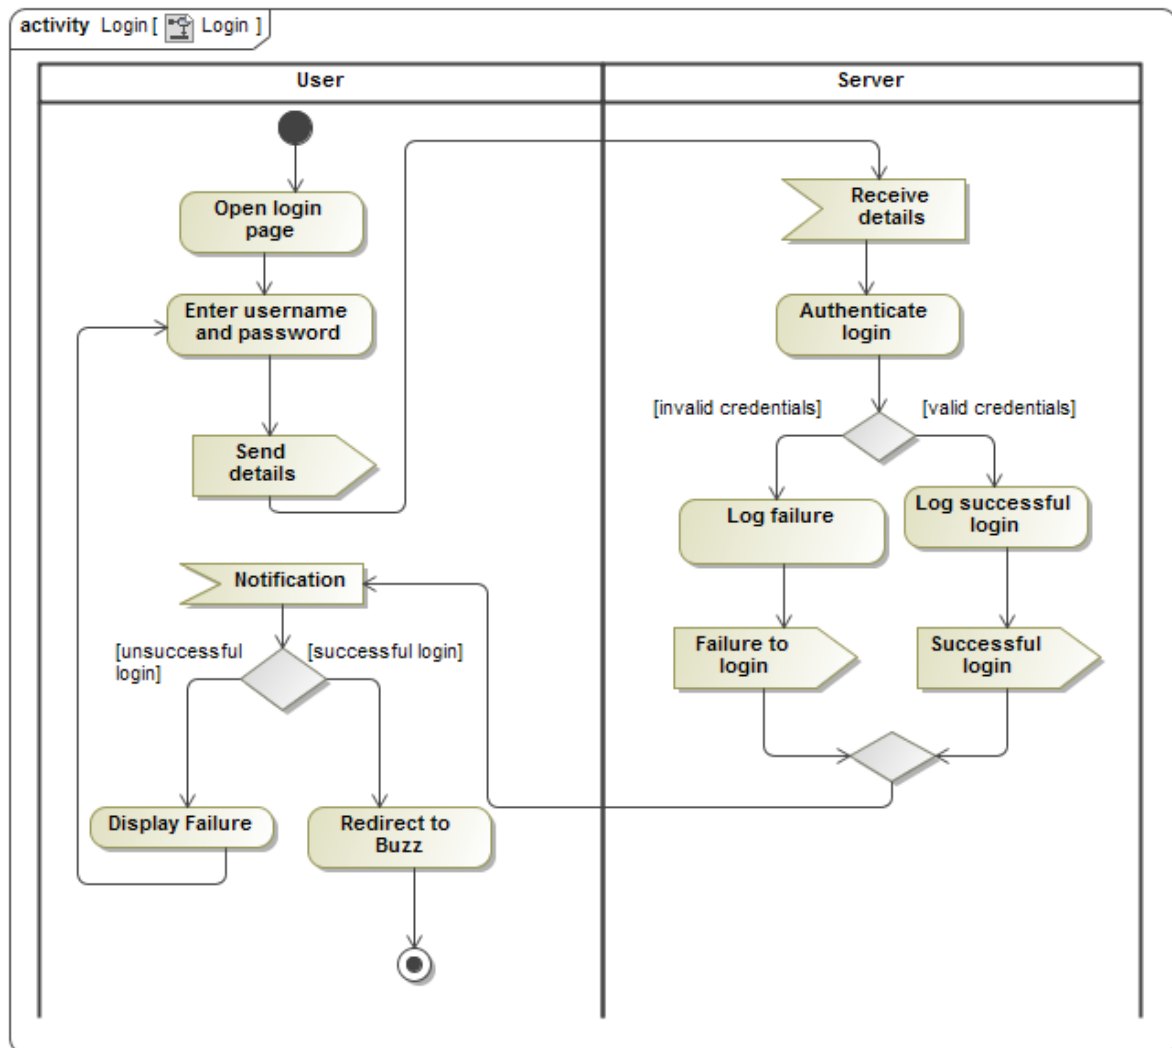 activity Login [ Login ]
User
Server
Open login
page
Enter username
and password
Send
details
Receive
details
Authenticate
login
[invalid credentials]
[valid credentials]
Log failure
Log successful
login
Failure to
login
Successful
login
Notification
[unsuccessful
login]
[successful login]
Display Failure
Redirect to
Buzz